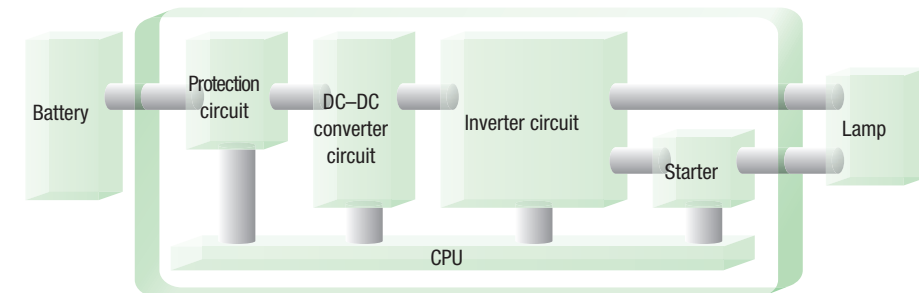 Battery
Protection
circuit
DC–DC
converter
circuit
Inverter circuit
Starter
Lamp
CPU